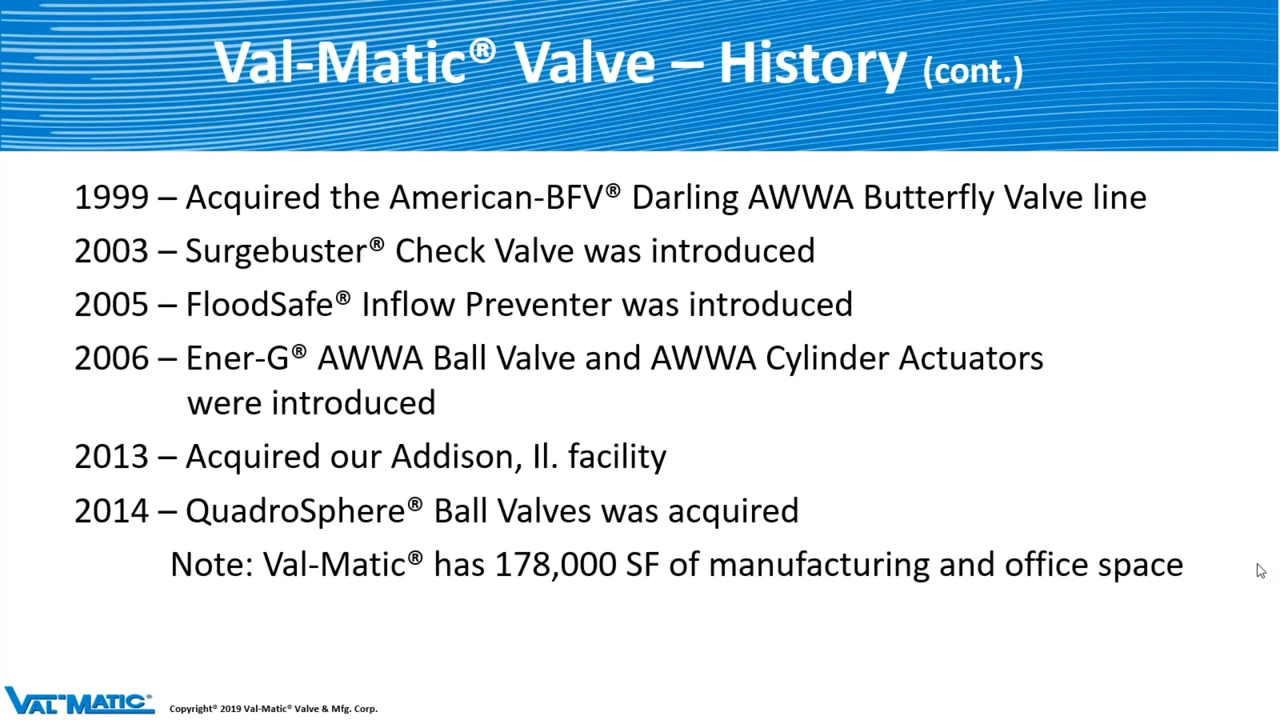 Val-Matic® Valve – History (cont.)
1999 – Acquired the American-BFV® Darling AWWA Butterfly Valve line
2003 – Surgebuster® Check Valve was introduced
2005 – FloodSafe® Inflow Preventer was introduced
2006 – Ener-G® AWWA Ball Valve and AWWA Cylinder Actuators
were introduced
2013 – Acquired our Addison, Il. facility
2014 – QuadroSphere® Ball Valves was acquired
Note: Val-Matic® has 178,000 SF of manufacturing and office space
VAL-MATIC®
Copyright® 2019 Val-Matic® Valve & Mfg. Corp.